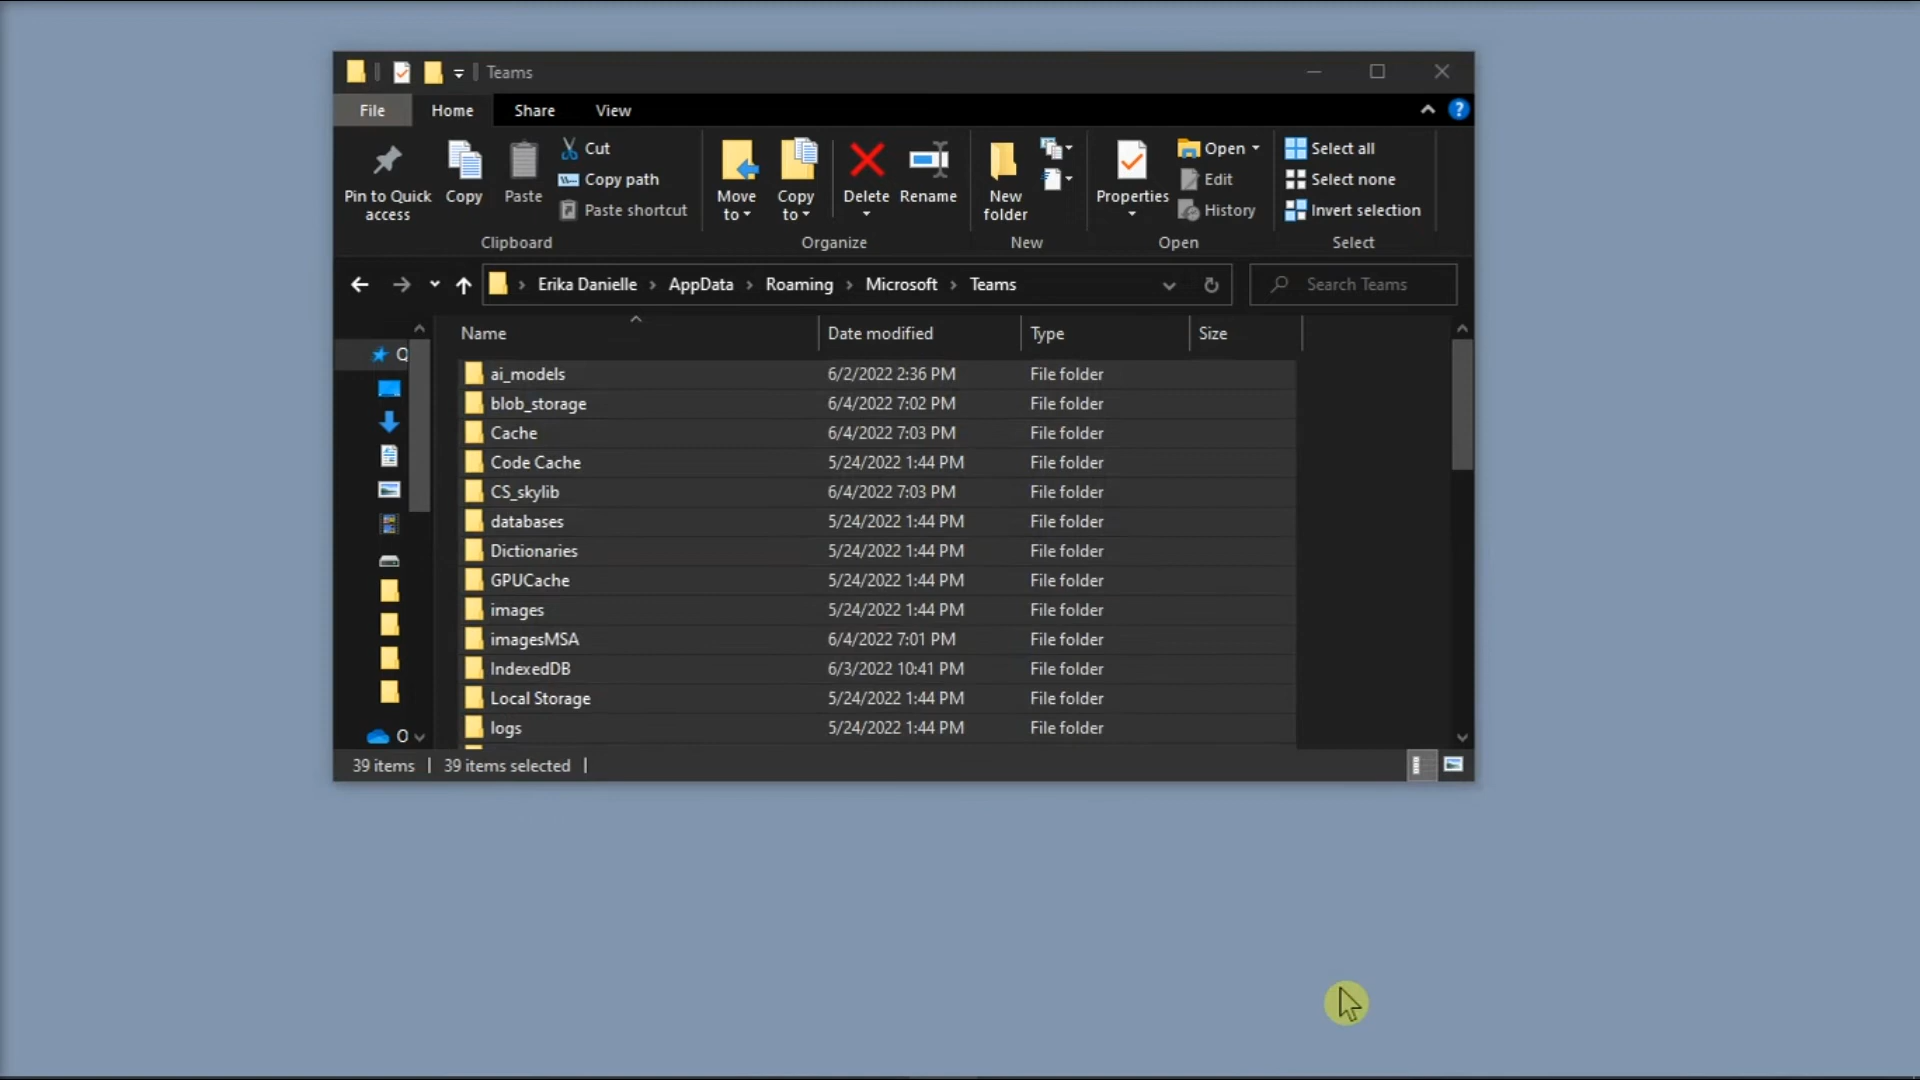 Teams
File Home Share View
Pin to Quick access
Copy
Paste
Cut
Copy path
Paste shortcut
Clipboard
Move to
Copy to
Delete
Rename
Organize
New folder
New
Properties
Open
Edit
History
Open
Select all
Select none
Invert selection
Select
Erika Danielle > AppData > Roaming > Microsoft > Teams
Search Teams
Name Date modified Type Size
Q
ai_models 6/2/2022 2:36 PM File folder
blob_storage 6/4/2022 7:02 PM File folder
Cache 6/4/2022 7:03 PM File folder
Code Cache 5/24/2022 1:44 PM File folder
CS_skylib 6/4/2022 7:03 PM File folder
databases 5/24/2022 1:44 PM File folder
Dictionaries 5/24/2022 1:44 PM File folder
GPUCache 5/24/2022 1:44 PM File folder
images 5/24/2022 1:44 PM File folder
imagesMSA 6/4/2022 7:01 PM File folder
IndexedDB 6/3/2022 10:41 PM File folder
Local Storage 5/24/2022 1:44 PM File folder
logs 5/24/2022 1:44 PM File folder
O
39 items | 39 items selected |